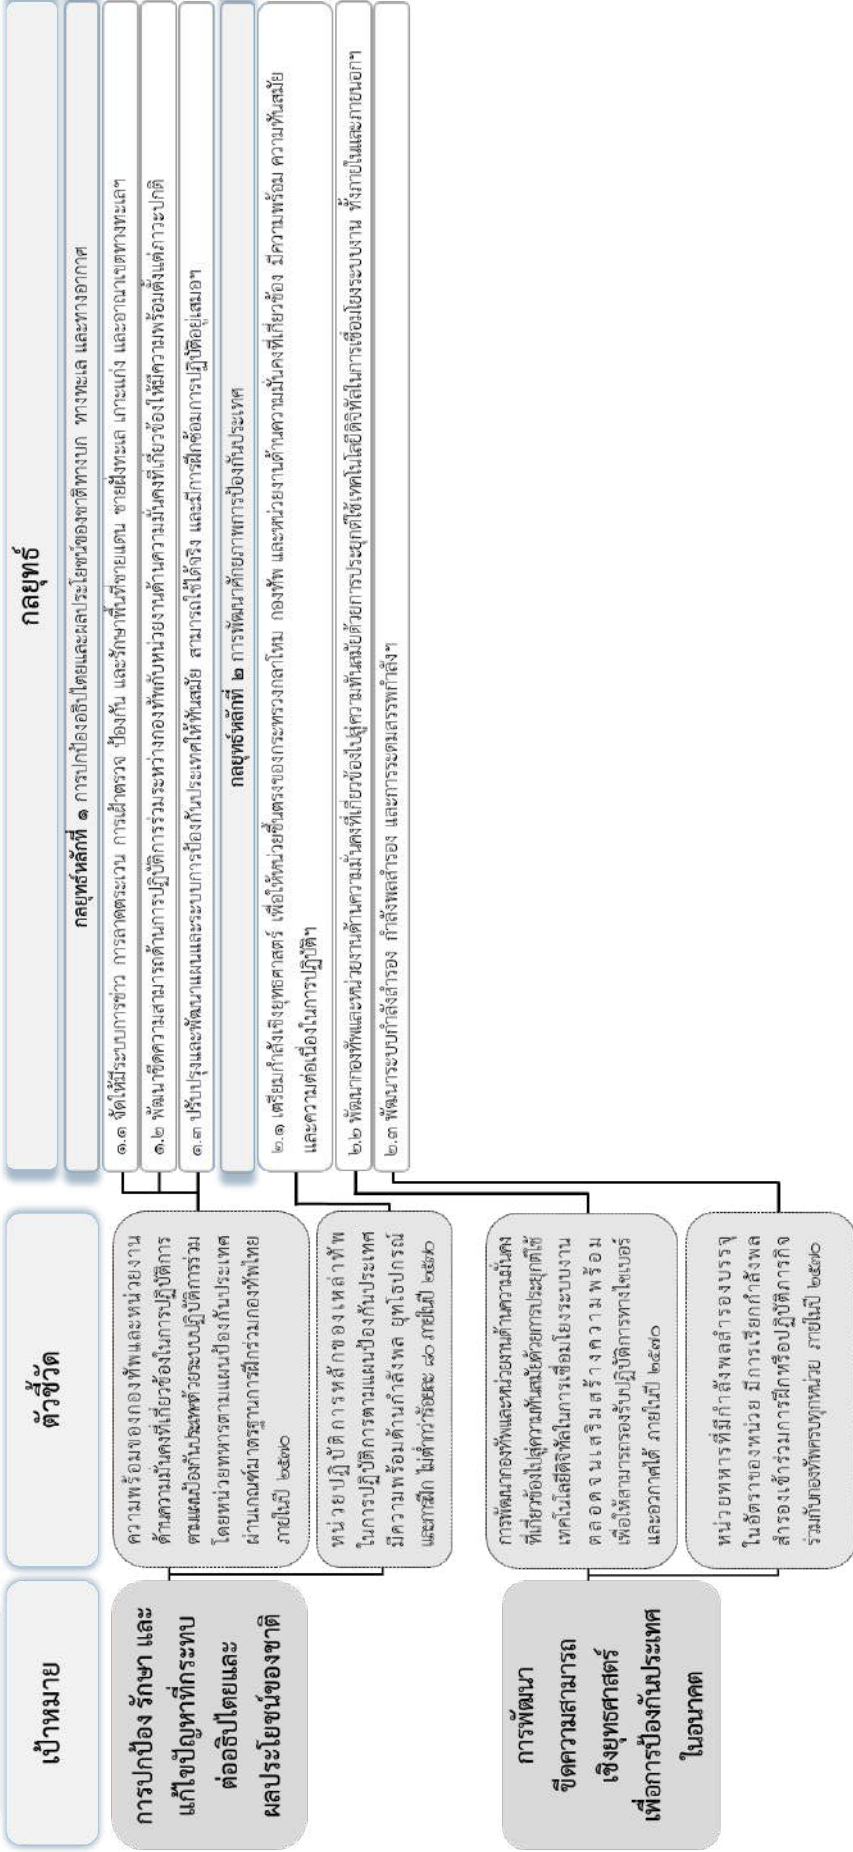 เป้าหมาย
ตัวชี้วัด
กลยุทธ์
การปกป้อง รักษา และ
แก้ไขปัญหาที่กระทบ
ต่ออธิปไตยและ
ผลประโยชน์ของชาติ
ความพร้อมของกองทัพและหน่วยงาน
ด้านความมั่นคงที่เกี่ยวข้องในการปฏิบัติการ
ตามแผนป้องกันประเทศด้วยระบบปฏิบัติการร่วม
โดยหน่วยทหารตามแผนป้องกันประเทศ
ผ่านเกณฑ์มาตรฐานการฝึกร่วมกองทัพไทย
ภายในปี ๒๕๗๐
หน่วยปฏิบัติการหลักของเหล่าทัพ
ในการปฏิบัติการตามแผนป้องกันประเทศ
มีความพร้อมด้านกำลังพล ยุทโธปกรณ์
และการฝึก ไม่ต่ำกว่าร้อยละ ๘๐ ภายในปี ๒๕๗๐
กลยุทธ์หลักที่ ๑ การปกป้องอธิปไตยและผลประโยชน์ของชาติทางบก ทางทะเล และทางอากาศ
๑.๑ จัดให้มีระบบการข่าว การลาดตระเวน การเฝ้าตรวจ ป้องกัน และรักษาพื้นที่ชายแดน ชายฝั่งทะเล เกาะแก่ง และอาณาเขตทางทะเลฯ
๑.๒ พัฒนาขีดความสามารถด้านการปฏิบัติการร่วมระหว่างกองทัพกับหน่วยงานด้านความมั่นคงที่เกี่ยวข้องให้มีความพร้อมตั้งแต่ภาวะปกติ
๑.๓ ปรับปรุงและพัฒนาแผนและระบบการป้องกันประเทศให้ทันสมัย สามารถใช้ได้จริง และมีการฝึกซ้อมการปฏิบัติอยู่เสมอฯ
กลยุทธ์หลักที่ ๒ การพัฒนาศักยภาพการป้องกันประเทศ
๒.๑ เตรียมกำลังเชิงยุทธศาสตร์ เพื่อให้หน่วยขึ้นตรงของกระทรวงกลาโหม กองทัพ และหน่วยงานด้านความมั่นคงที่เกี่ยวข้อง มีความพร้อม ความทันสมัย
และความต่อเนื่องในการปฏิบัติฯ
๒.๒ พัฒนากองทัพและหน่วยงานด้านความมั่นคงที่เกี่ยวข้องไปสู่ความทันสมัยด้วยการประยุกต์ใช้เทคโนโลยีดิจิทัลในการเชื่อมโยงระบบงาน ทั้งภายในและภายนอกฯ
๒.๓ พัฒนาระบบกำลังสำรอง กำลังพลสำรอง และการระดมสรรพกำลังฯ
การพัฒนา
ขีดความสามารถ
เชิงยุทธศาสตร์
เพื่อการป้องกันประเทศ
ในอนาคต
การพัฒนากองทัพและหน่วยงานด้านความมั่นคง
ที่เกี่ยวข้องไปสู่ความทันสมัยด้วยการประยุกต์ใช้
เทคโนโลยีดิจิทัลในการเชื่อมโยงระบบงาน
ตลอดจนเสริมสร้างความพร้อม
เพื่อให้สามารถรองรับปฏิบัติการทางไซเบอร์
และอวกาศได้ ภายในปี ๒๕๗๐
หน่วยทหารที่มีกำลังพลสำรองบรรจุ
ในอัตราของหน่วย มีการเรียกกำลังพล
สำรองเข้าร่วมการฝึกหรือปฏิบัติภารกิจ
ร่วมกับกองทัพครบทุกหน่วย ภายในปี ๒๕๗๐